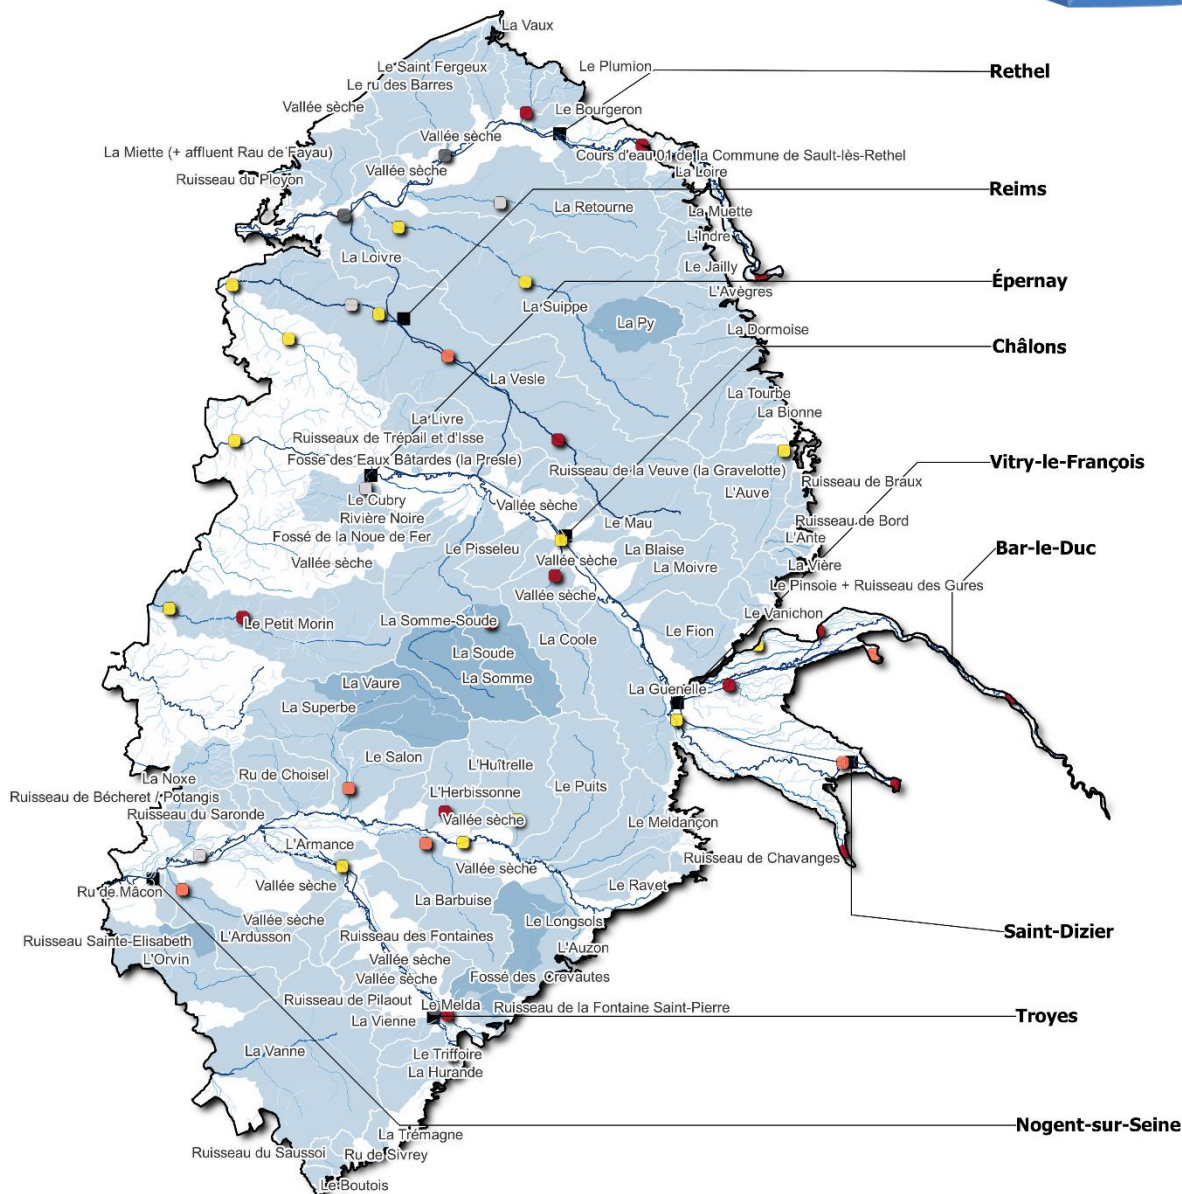 La Vaux
Le Saint Fergeux
Le Plumion
Rethel
Le ru des Barres
Vallée sèche
Le Bourgeron
Vallée sèche
La Miette (+ affluent Rau de Fayau)
Cours d'eau 01 de la Commune de Sault-lès-Rethel
Vallée sèche
La Loire
Ruisseau du Ployon
Reims
La Retourne
La Muette
L'Indre
La Loivre
Le Jailly
Épernay
L'Avègres
La Suippe
La Py
La Dormoise
Châlons
La Vesle
La Tourbe
La Livre
La Bionne
Ruisseaux de Trépail et d'Isse
Fosse des Eaux Bâtardes (la Presle)
Vitry-le-François
Ruisseau de la Veuve (la Gravelotte)
Ruisseau de Braux
L'Auve
Le Cubry
Vallée sèche
Rivière Noire
Le Mau
Ruisseau de Bord
Fossé de la Noue de Fer
L'Ante
Le Pisseleu
La Blaise
Bar-le-Duc
Vallée sèche
Vallée sèche
La Moivre
La Vière
Le Pinsoie + Ruisseau des Gures
Vallée sèche
Le Vanichon
Le Petit Morin
La Somme-Soude
Le Fion
La Coole
La Soude
La Somme
La Vaure
La Guenelle
La Superbe
Le Salon
L'Huîtrelle
La Noxe
Ru de Choisel
Le Puits
L'Herbissonne
Ruisseau de Bécheret / Potangis
Ruisseau du Saronde
Vallée sèche
Le Meldançon
L'Armance
Ruisseau de Chavanges
Vallée sèche
Ru de Mâcon
Vallée sèche
Le Ravet
La Barbuise
Vallée sèche
Le Longsols
Saint-Dizier
L'Ardusson
Ruisseau des Fontaines
Ruisseau Sainte-Elisabeth
L'Auzon
L'Orvin
Vallée sèche
Vallée sèche
Fossé des Crevautes
Ruisseau de Pilaout
Le Melda
Ruisseau de la Fontaine Saint-Pierre
Troyes
La Vienne
La Vanne
Le Triffoire
La Hurande
Nogent-sur-Seine
La Trémagne
Ruisseau du Saussoi
Ru de Sivrey
Le Boutois